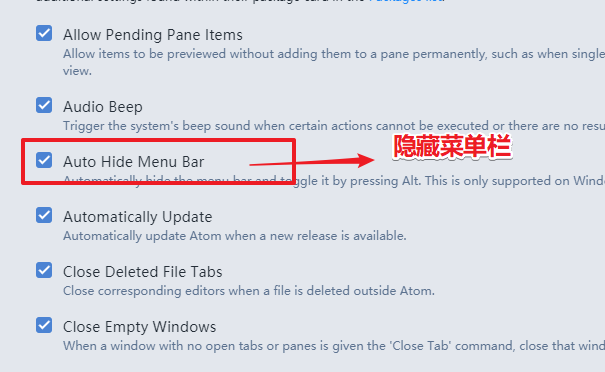 additional settings found within their package card in the Packages list.
Allow Pending Pane Items
Allow items to be previewed without adding them to a pane permanently, such as when single
view.
Audio Beep
Trigger the system's beep sound when certain actions cannot be executed or there are no resu
Auto Hide Menu Bar
隐藏菜单栏
Automatically hide the menu bar and toggle it by pressing Alt. This is only supported on Wind
Automatically Update
Automatically update Atom when a new release is available.
Close Deleted File Tabs
Close corresponding editors when a file is deleted outside Atom.
Close Empty Windows
When a window with no open tabs or panes is given the 'Close Tab' command, close that wind